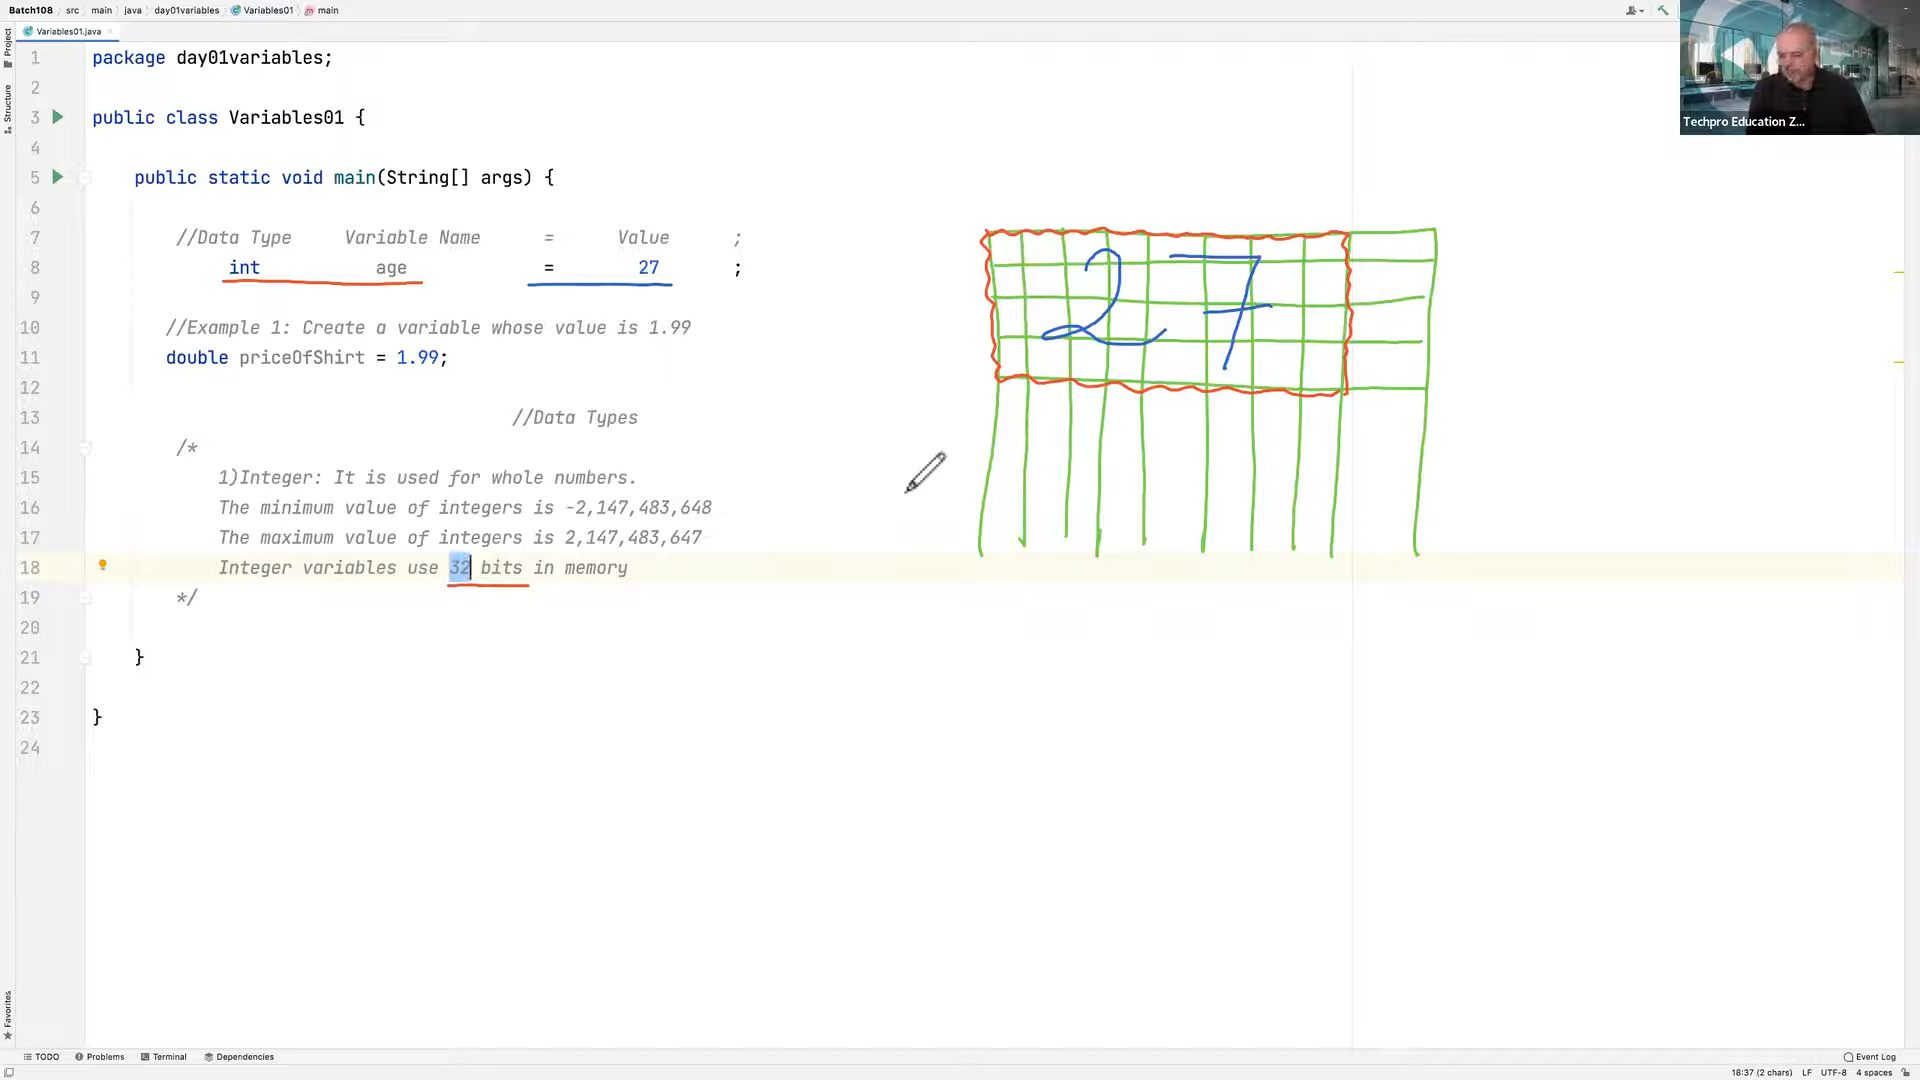 Batch108 src main java day01variables Variables01 main
Project
Variables01.java
Structure
1 package day01variables;
2
3 public class Variables01 {
4
5 public static void main(String[] args) {
6
7 //Data Type Variable Name = Value ;
8 int age = 27 ;
9
10 //Example 1: Create a variable whose value is 1.99
11 double priceOfShirt = 1.99;
12
13 //Data Types
14 /*
15 1)Integer: It is used for whole numbers.
16 The minimum value of integers is -2,147,483,648
17 The maximum value of integers is 2,147,483,647
18 Integer variables use 32 bits in memory
19 */
20
21 }
22
23 }
24
27
Techpro Education Z...
Favorites
TODO Problems Terminal Dependencies Event Log
18:37 (2 chars) LF UTF-8 4 spaces